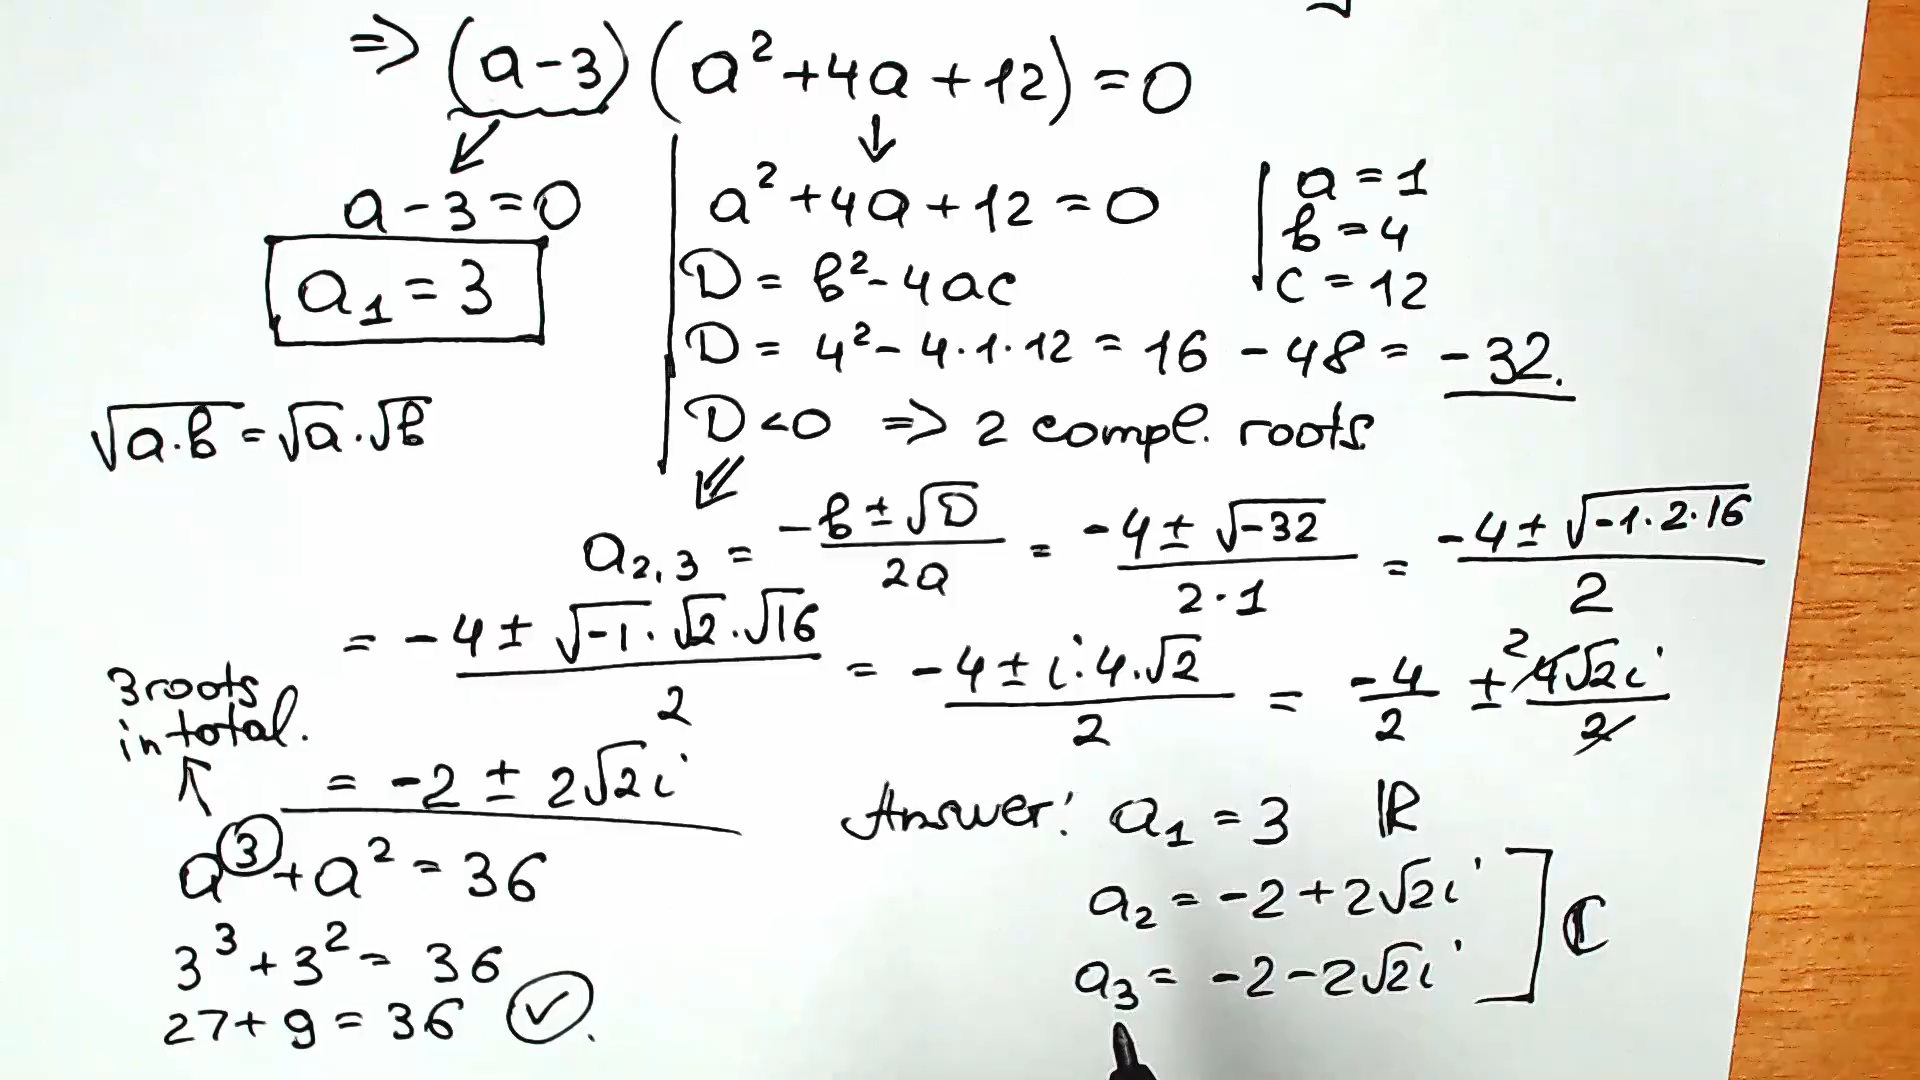 => (a-3) (a²+4a+12) = 0
a-3=0
a₁ = 3
a²+4a+12=0
D = b²-4ac
D = 4²-4·1·12 = 16 - 48 = -32.
D<0 => 2 compl. roots
a=1
b=4
c=12
√a·b = √a·√b
a₂,₃ = (-b±√D)/2a = (-4±√-32)/2·1 = (-4±√-1·2·16)/2
= (-4±√-1·√2·√16)/2 = (-4±i·4·√2)/2 = -4/2 ± 4√2i/2
2
= -2 ± 2√2i
3 roots
in total.
a³+a²=36
3³+3²=36
27+9=36 ✓.
Answer: a₁=3 ℝ
a₂=-2+2√2i
a₃=-2-2√2i
ℂ